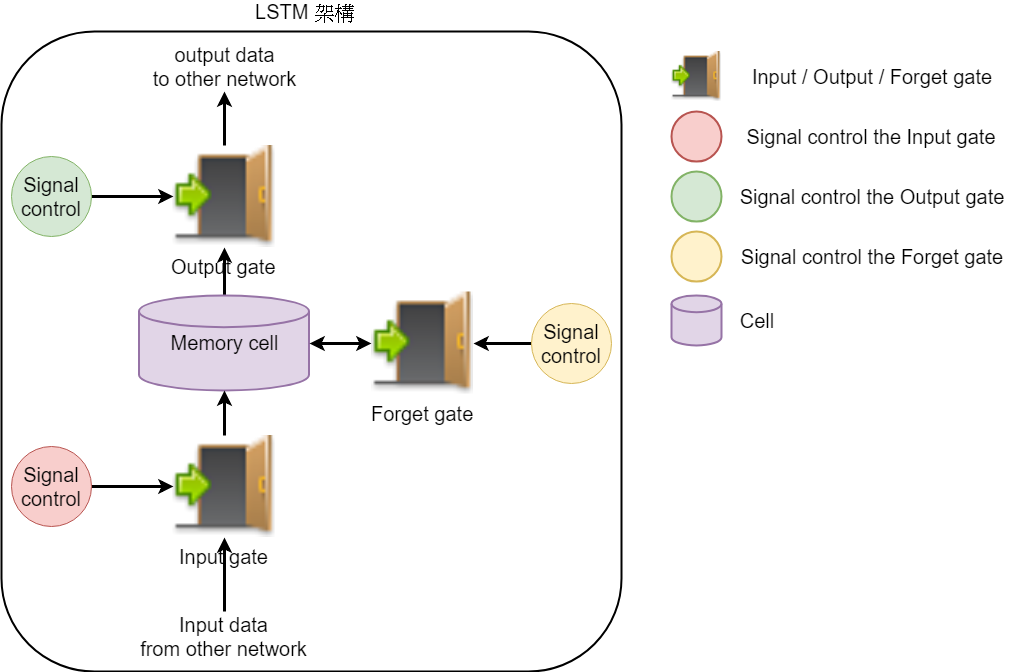 LSTM 架構
output data
to other network
Signal
control
Output gate
Memory cell
Signal
control
Forget gate
Signal
control
Input gate
Input data
from other network
Input / Output / Forget gate
Signal control the Input gate
Signal control the Output gate
Signal control the Forget gate
Cell